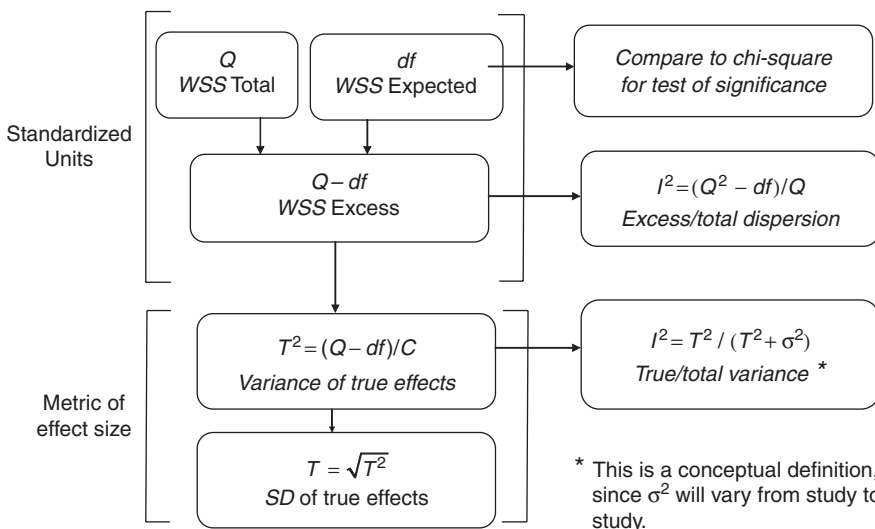 Q
WSS Total
df
WSS Expected
Compare to chi-square
for test of significance
Standardized
Units
Q – df
WSS Excess
I² = (Q² – df)/Q
Excess/total dispersion
T² = (Q – df)/C
Variance of true effects
I² = T² / (T² + σ²)
True/total variance *
Metric of
effect size
T = √T²
SD of true effects
* This is a conceptual definition,
since σ² will vary from study to
study.